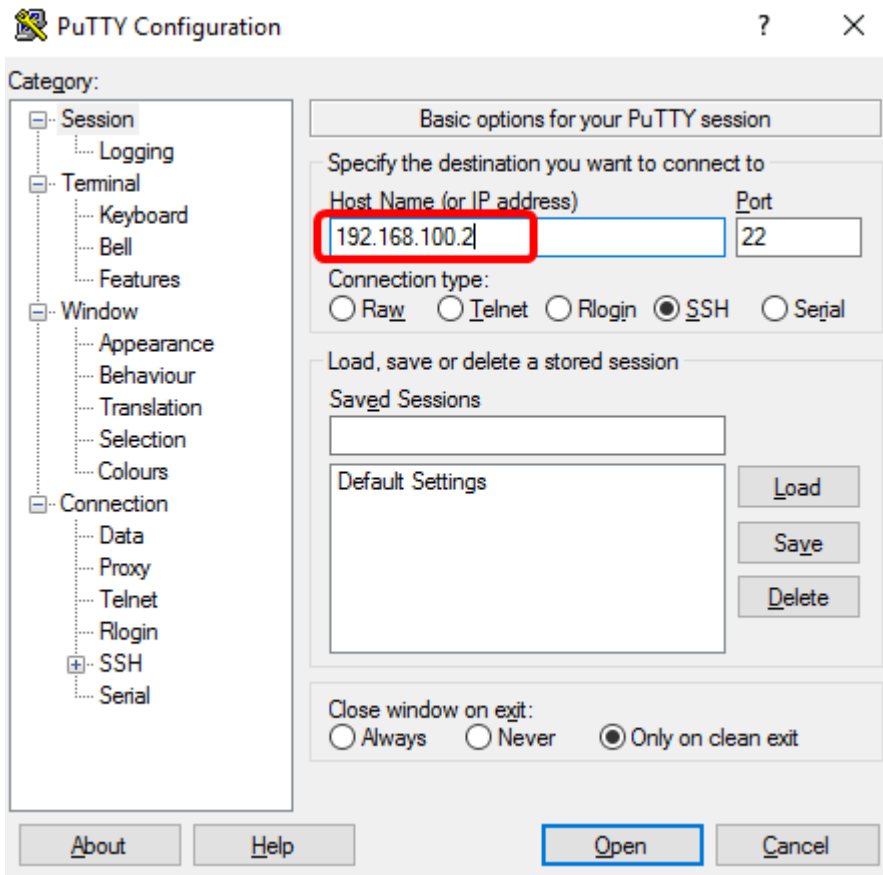 PuTTY Configuration ? ×
Category:
Session
Logging
Terminal
Keyboard
Bell
Features
Window
Appearance
Behaviour
Translation
Selection
Colours
Connection
Data
Proxy
Telnet
Rlogin
SSH
Serial
Basic options for your PuTTY session
Specify the destination you want to connect to
Host Name (or IP address) Port
192.168.100.2 22
Connection type:
Raw Telnet Rlogin SSH Serial
Load, save or delete a stored session
Saved Sessions
Default Settings
Load
Save
Delete
Close window on exit:
Always Never Only on clean exit
About Help Open Cancel